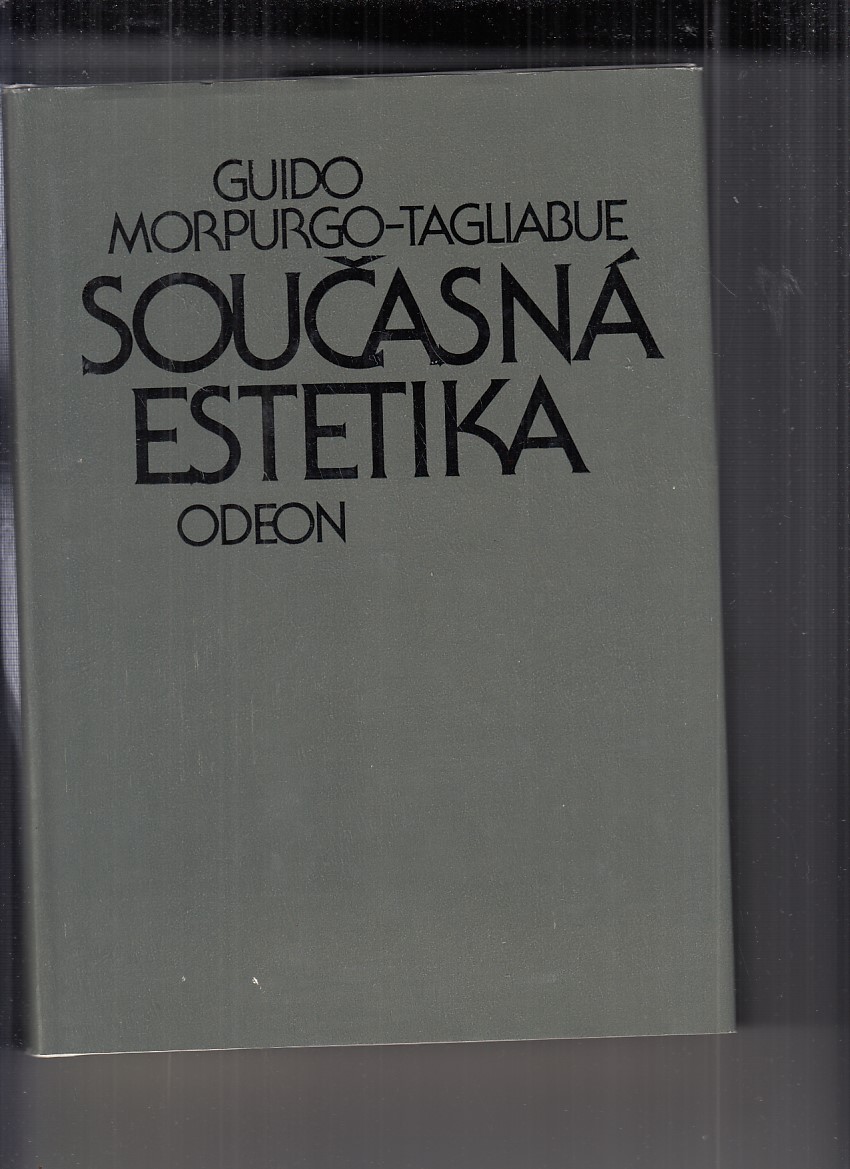 GUIDO
MORPURGO-TAGLIABUE
SOUČASNÁ
ESTETIKA
ODEON